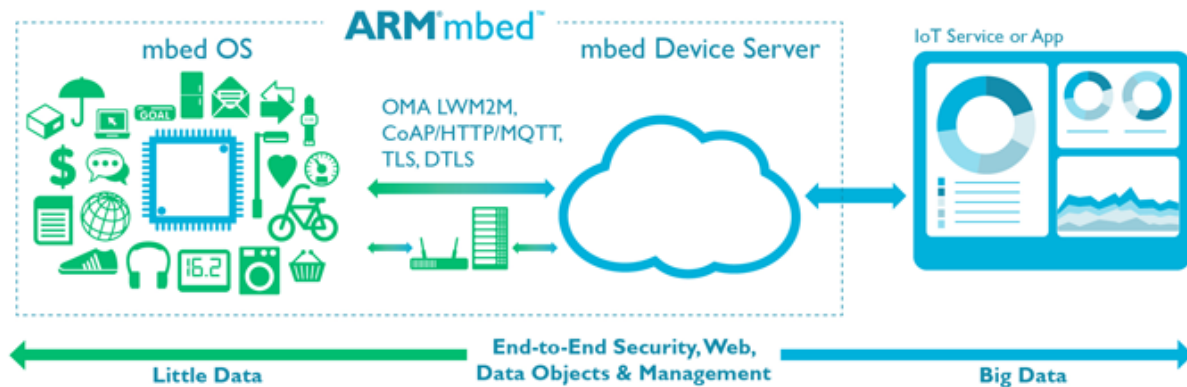 ARM®mbed™
mbed OS
mbed Device Server
IoT Service or App
GOAL
OMA LWM2M,
CoAP/HTTP/MQTT,
TLS, DTLS
$
16.2
End-to-End Security, Web,
Data Objects & Management
Little Data
Big Data